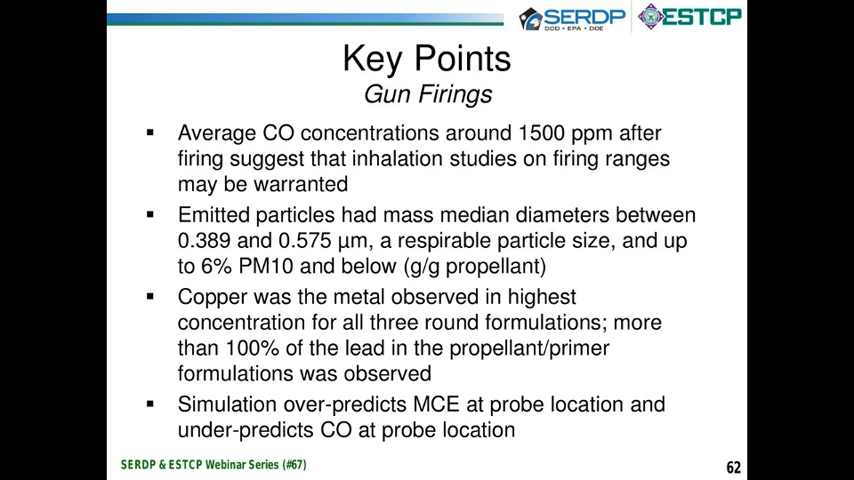 SERDP
DOD • EPA • DOE
ESTCP
Key Points
Gun Firings
▪ Average CO concentrations around 1500 ppm after
firing suggest that inhalation studies on firing ranges
may be warranted
▪ Emitted particles had mass median diameters between
0.389 and 0.575 µm, a respirable particle size, and up
to 6% PM10 and below (g/g propellant)
▪ Copper was the metal observed in highest
concentration for all three round formulations; more
than 100% of the lead in the propellant/primer
formulations was observed
▪ Simulation over-predicts MCE at probe location and
under-predicts CO at probe location
SERDP & ESTCP Webinar Series (#67)
62